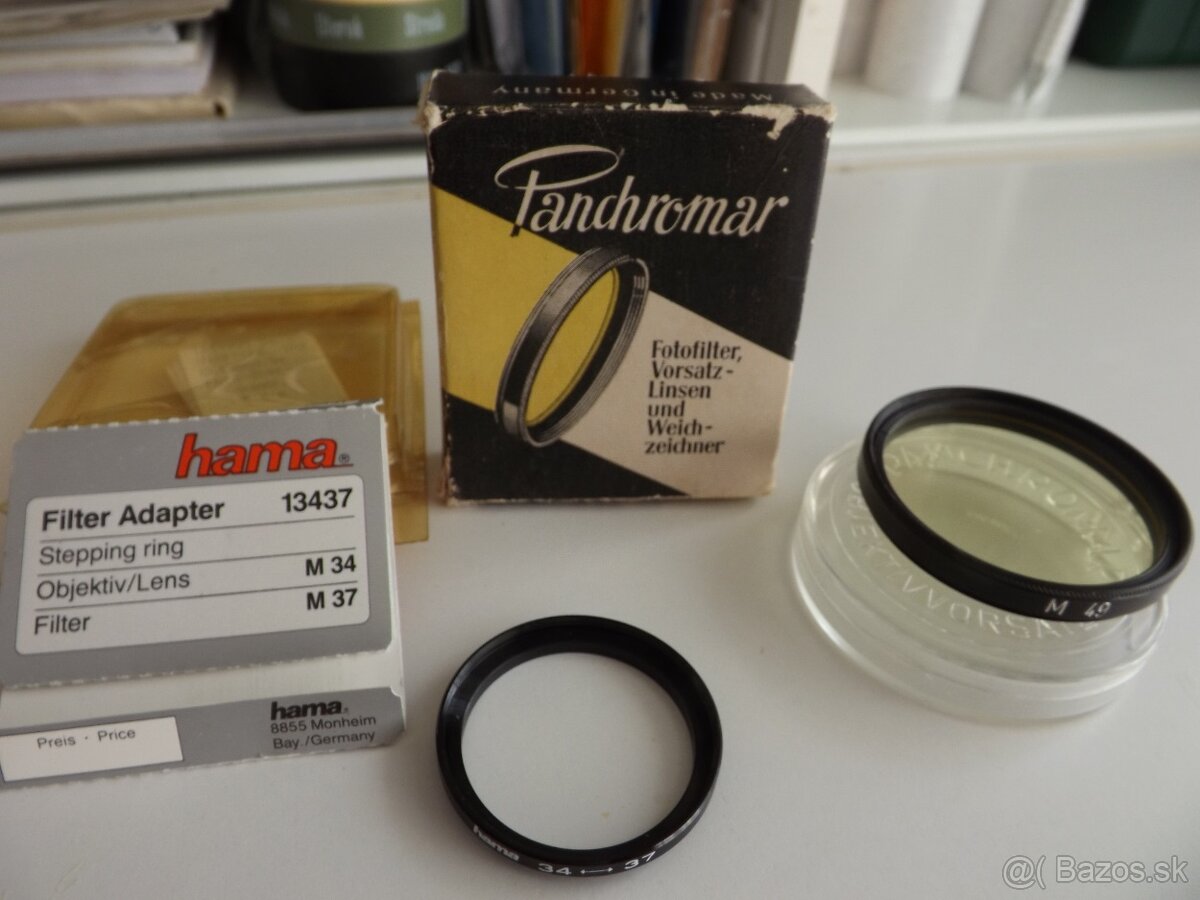 Made in Germany
Panchromar
Fotofilter,
Vorsatz-
Linsen
und
Weich-
zeichner
hama®
Filter Adapter 13437
Stepping ring
Objektiv/Lens M 34
Filter M 37
hama®
8855 Monheim
Bay./Germany
Preis · Price
hama 34 ↔ 37
M 49
@( Bazos.sk